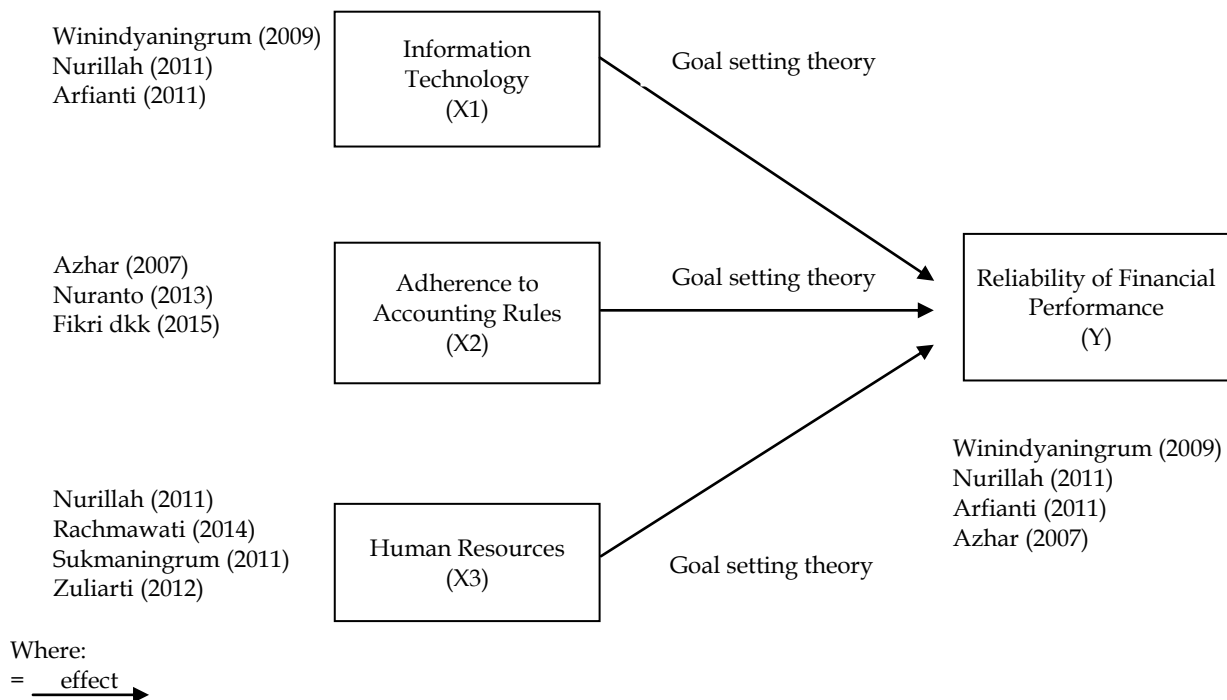 Winindyaningrum (2009)
Nurillah (2011)
Arfianti (2011)
Information
Technology
(X1)
Goal setting theory
Azhar (2007)
Nuranto (2013)
Fikri dkk (2015)
Adherence to
Accounting Rules
(X2)
Goal setting theory
Reliability of Financial
Performance
(Y)
Winindyaningrum (2009)
Nurillah (2011)
Arfianti (2011)
Azhar (2007)
Nurillah (2011)
Rachmawati (2014)
Sukmaningrum (2011)
Zuliarti (2012)
Human Resources
(X3)
Goal setting theory
Where:
= effect